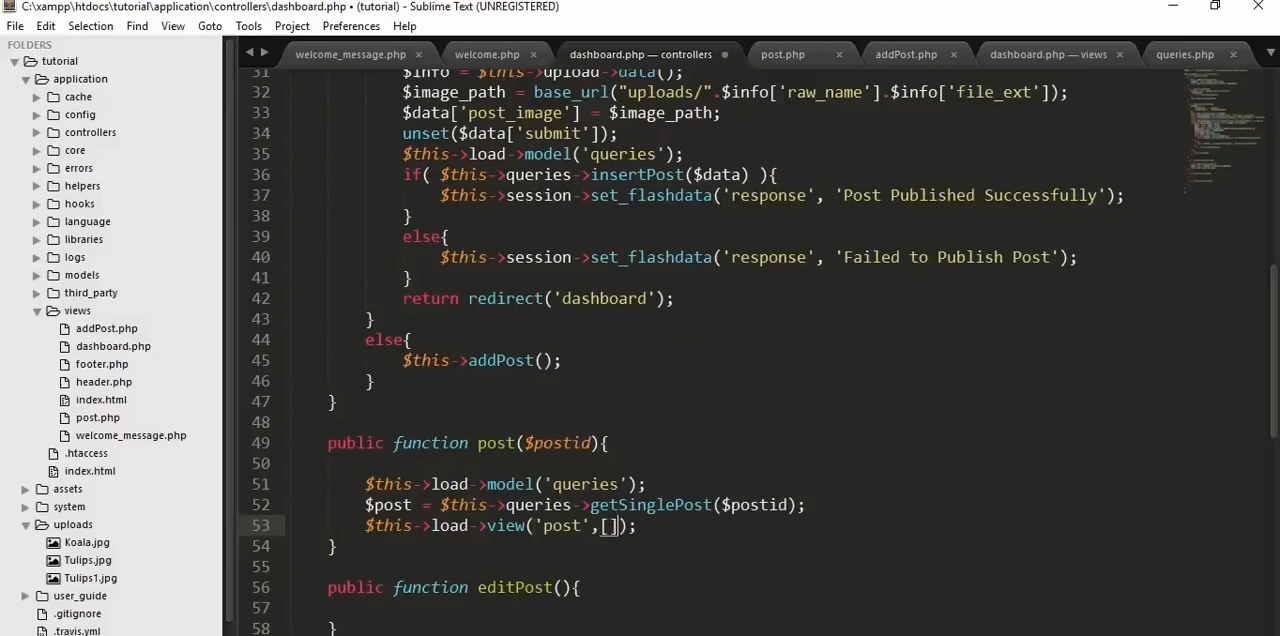 C:\xampp\htdocs\tutorial\application\controllers\dashboard.php • (tutorial) - Sublime Text (UNREGISTERED)
File Edit Selection Find View Goto Tools Project Preferences Help
FOLDERS
tutorial
application
cache
config
controllers
core
errors
helpers
hooks
language
libraries
logs
models
third_party
views
addPost.php
dashboard.php
footer.php
header.php
index.html
post.php
welcome_message.php
.htaccess
index.html
assets
system
uploads
Koala.jpg
Tulips.jpg
Tulips1.jpg
user_guide
.gitignore
.travis.yml
welcome_message.php × welcome.php × dashboard.php — controllers • post.php × addPost.php × dashboard.php — views × queries.php ×
31 $info = $this->upload->data();
32 $image_path = base_url("uploads/".$info['raw_name'].$info['file_ext']);
33 $data['post_image'] = $image_path;
34 unset($data['submit']);
35 $this->load->model('queries');
36 if( $this->queries->insertPost($data) ){
37 $this->session->set_flashdata('response', 'Post Published Successfully');
38 }
39 else{
40 $this->session->set_flashdata('response', 'Failed to Publish Post');
41 }
42 return redirect('dashboard');
43 }
44 else{
45 $this->addPost();
46 }
47 }
48
49 public function post($postid){
50
51 $this->load->model('queries');
52 $post = $this->queries->getSinglePost($postid);
53 $this->load->view('post',[]);
54 }
55
56 public function editPost(){
57
58 }